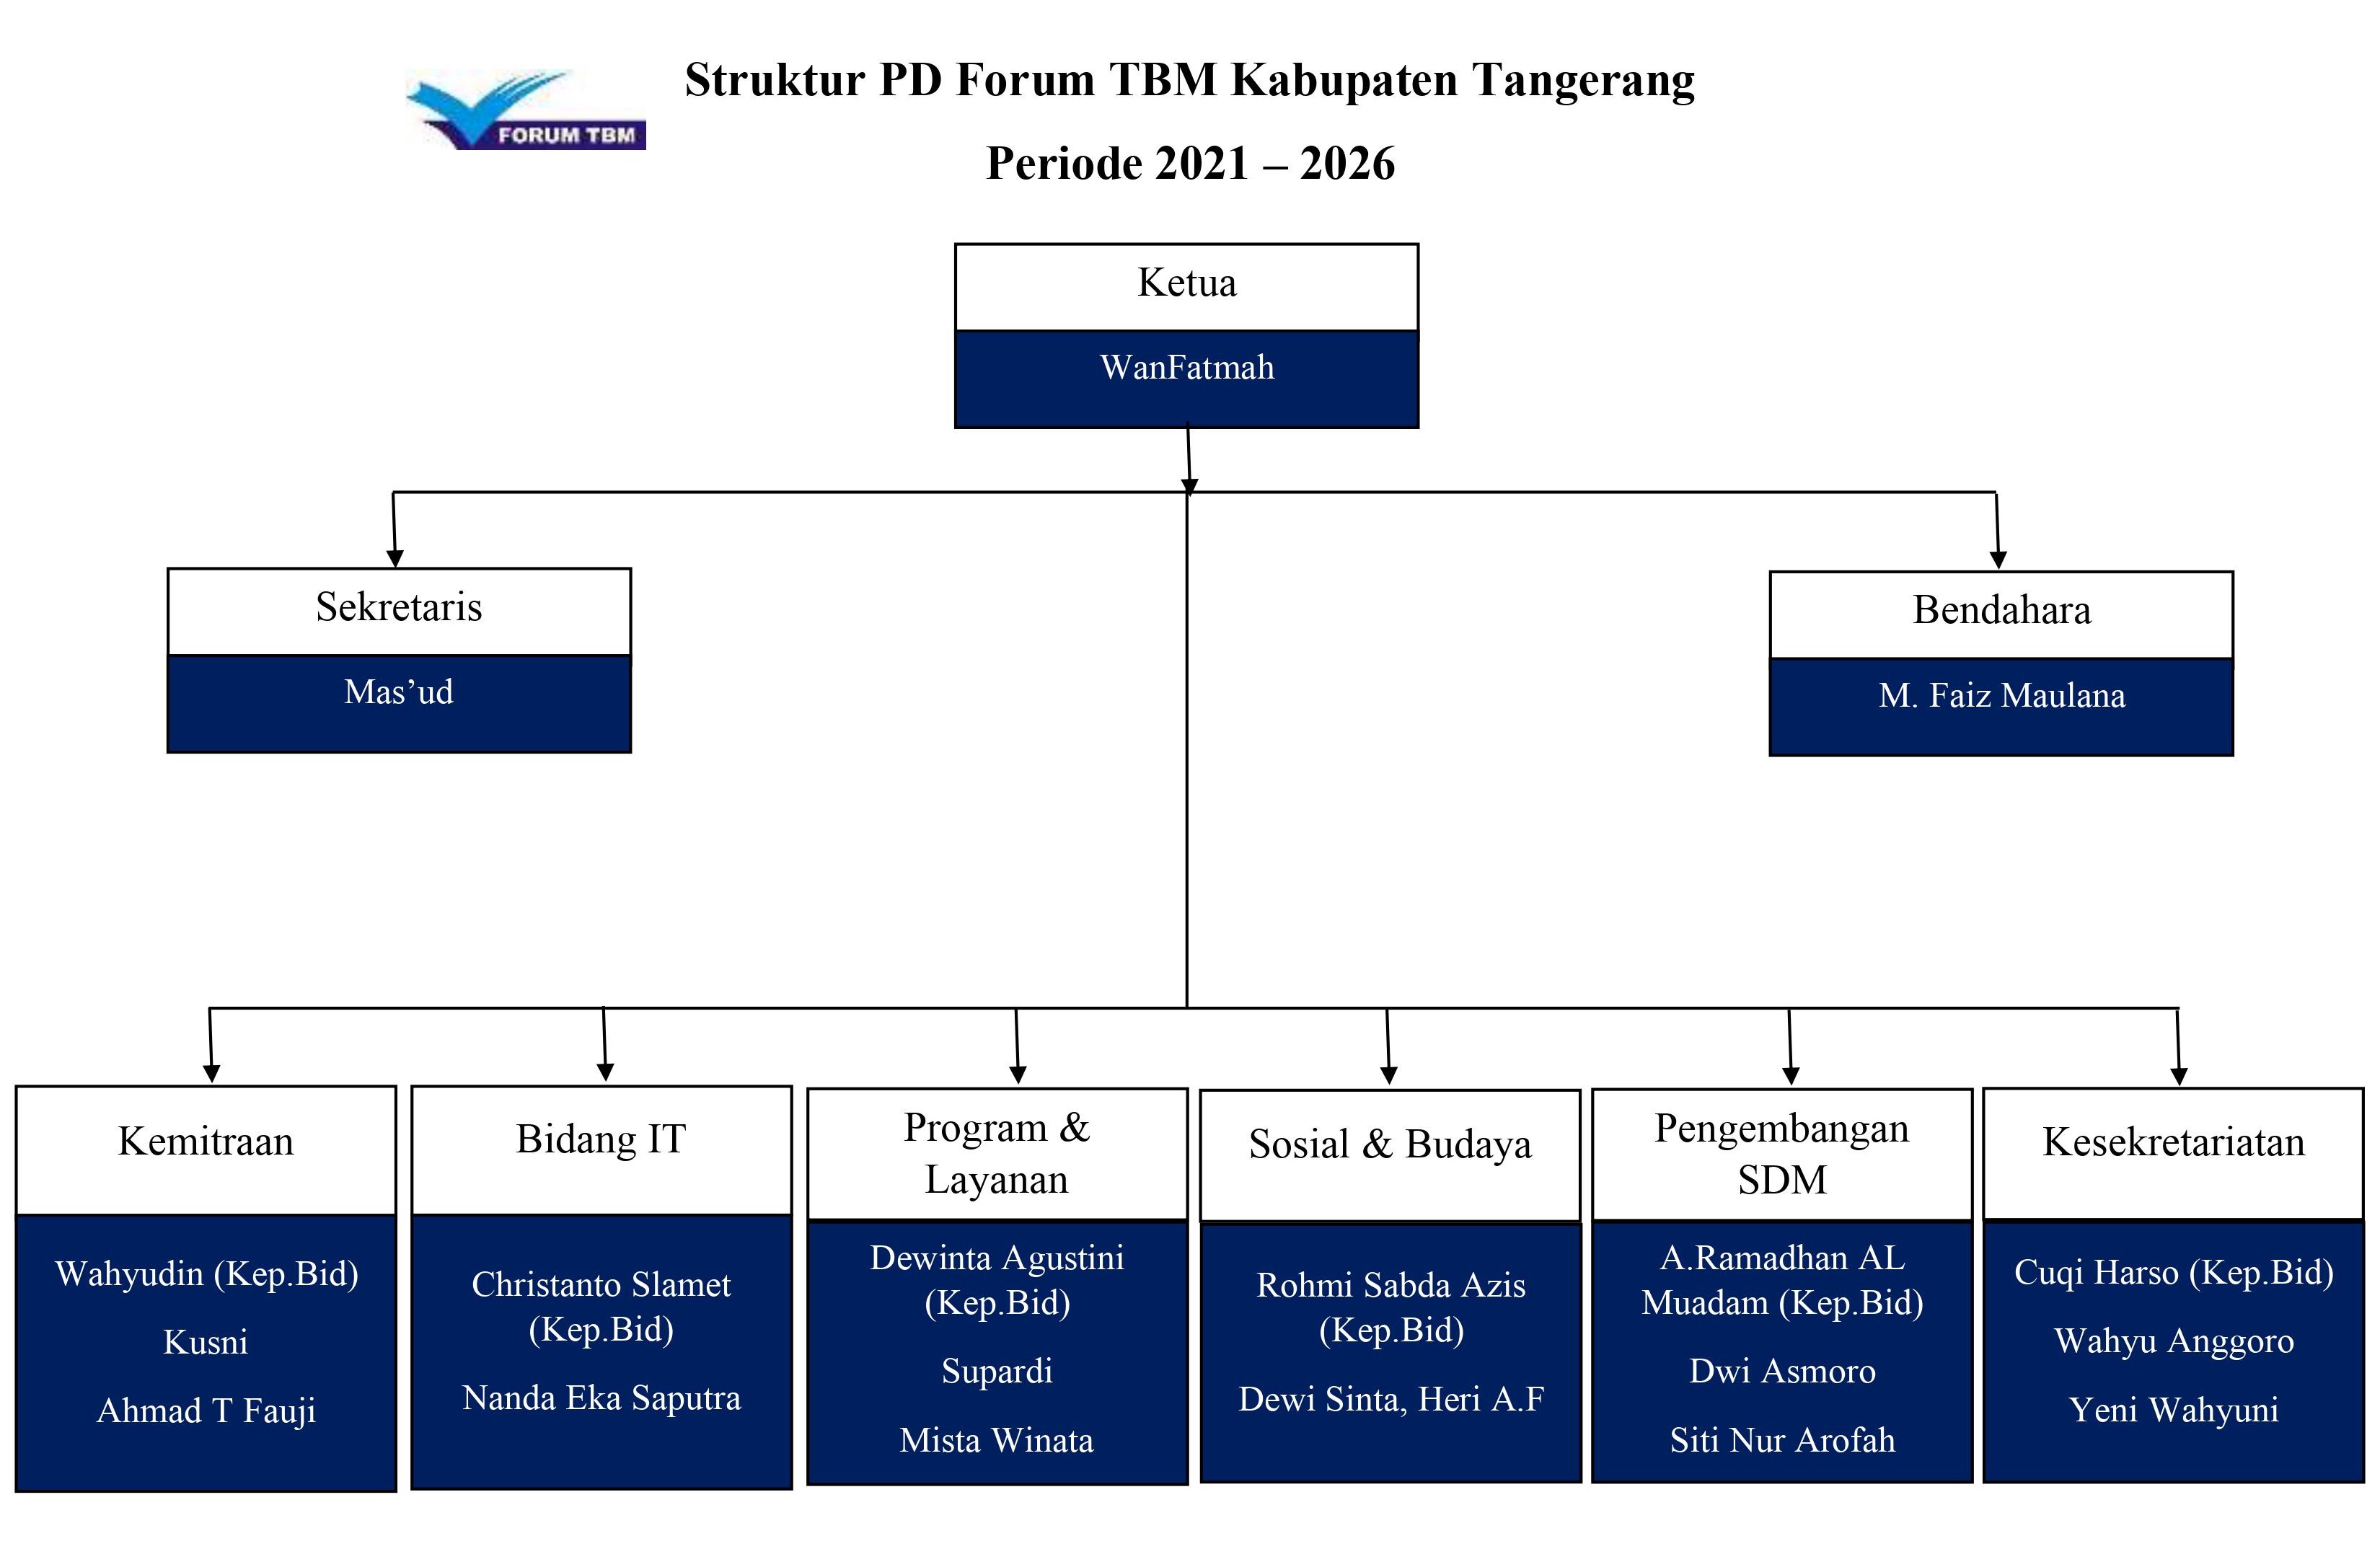 Struktur PD Forum TBM Kabupaten Tangerang
FORUM TBM
Periode 2021 – 2026
Ketua
WanFatmah
Sekretaris
Mas’ud
Bendahara
M. Faiz Maulana
Kemitraan
Wahyudin (Kep.Bid)
Kusni
Ahmad T Fauji
Bidang IT
Christanto Slamet
(Kep.Bid)
Nanda Eka Saputra
Program &
Layanan
Dewinta Agustini
(Kep.Bid)
Supardi
Mista Winata
Sosial & Budaya
Rohmi Sabda Azis
(Kep.Bid)
Dewi Sinta, Heri A.F
Pengembangan
SDM
A.Ramadhan AL
Muadam (Kep.Bid)
Dwi Asmoro
Siti Nur Arofah
Kesekretariatan
Cuqi Harso (Kep.Bid)
Wahyu Anggoro
Yeni Wahyuni